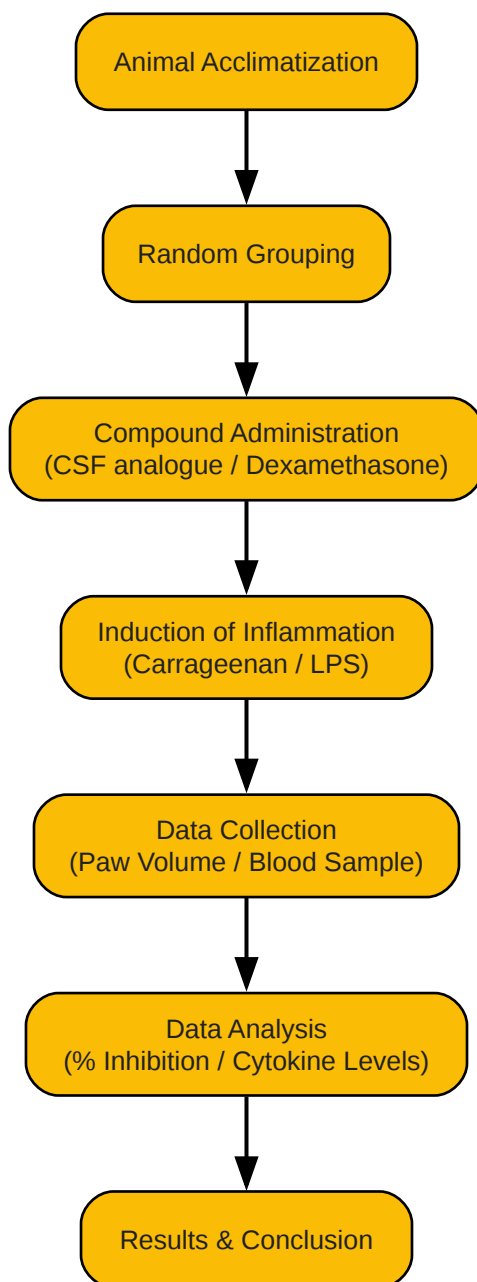 Animal Acclimatization
Random Grouping
Compound Administration
(CSF analogue / Dexamethasone)
Induction of Inflammation
(Carrageenan / LPS)
Data Collection
(Paw Volume / Blood Sample)
Data Analysis
(% Inhibition / Cytokine Levels)
Results & Conclusion